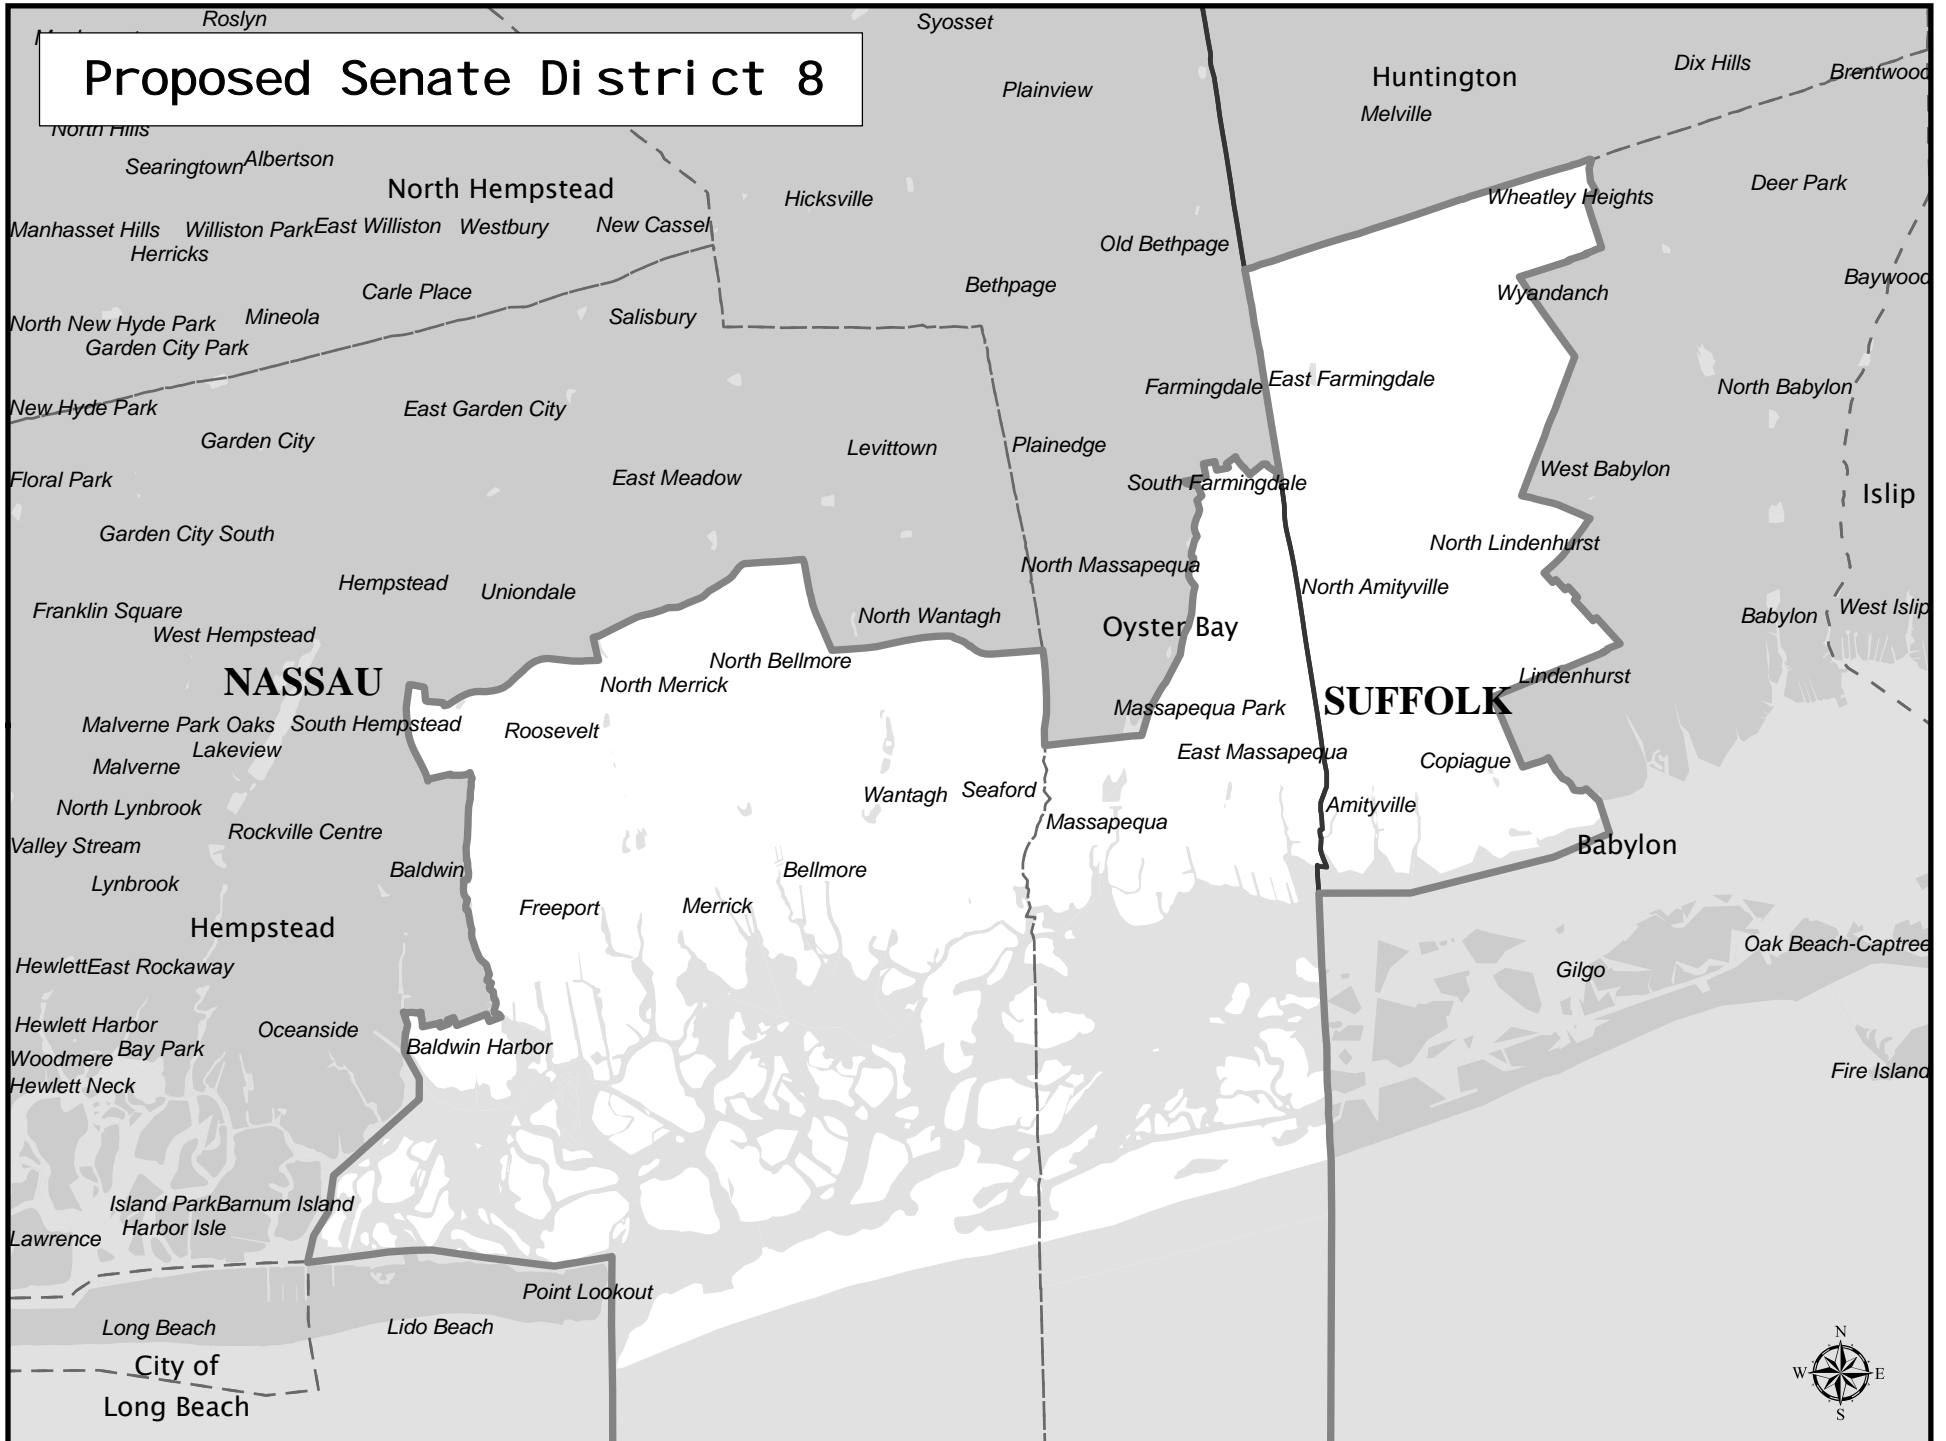 Roslyn
Syosset
Proposed Senate District 8
Dix Hills
Brentwood
Huntington
Plainview
Melville
North Hills
Searingtown
Albertson
Deer Park
North Hempstead
Hicksville
Wheatley Heights
Manhasset Hills
Williston Park
East Williston
Westbury
New Cassel
Herricks
Old Bethpage
Bethpage
Baywood
Carle Place
Wyandanch
North New Hyde Park
Mineola
Salisbury
Garden City Park
Farmingdale
East Farmingdale
North Babylon
New Hyde Park
East Garden City
Garden City
Levittown
Plainedge
Floral Park
East Meadow
South Farmingdale
West Babylon
Islip
Garden City South
North Lindenhurst
North Massapequa
Hempstead
Uniondale
North Amityville
Franklin Square
North Wantagh
Babylon
West Islip
West Hempstead
Oyster Bay
NASSAU
North Bellmore
North Merrick
Lindenhurst
SUFFOLK
Massapequa Park
Malverne Park Oaks
South Hempstead
Roosevelt
Lakeview
East Massapequa
Copiague
Malverne
Wantagh
Seaford
North Lynbrook
Amityville
Rockville Centre
Massapequa
Valley Stream
Babylon
Lynbrook
Baldwin
Bellmore
Freeport
Merrick
Hempstead
Oak Beach-Captree
Hewlett
East Rockaway
Gilgo
Hewlett Harbor
Oceanside
Bay Park
Baldwin Harbor
Woodmere
Hewlett Neck
Fire Island
Island Park
Barnum Island
Harbor Isle
Lawrence
Point Lookout
Long Beach
Lido Beach
City of
Long Beach
N
W
E
S